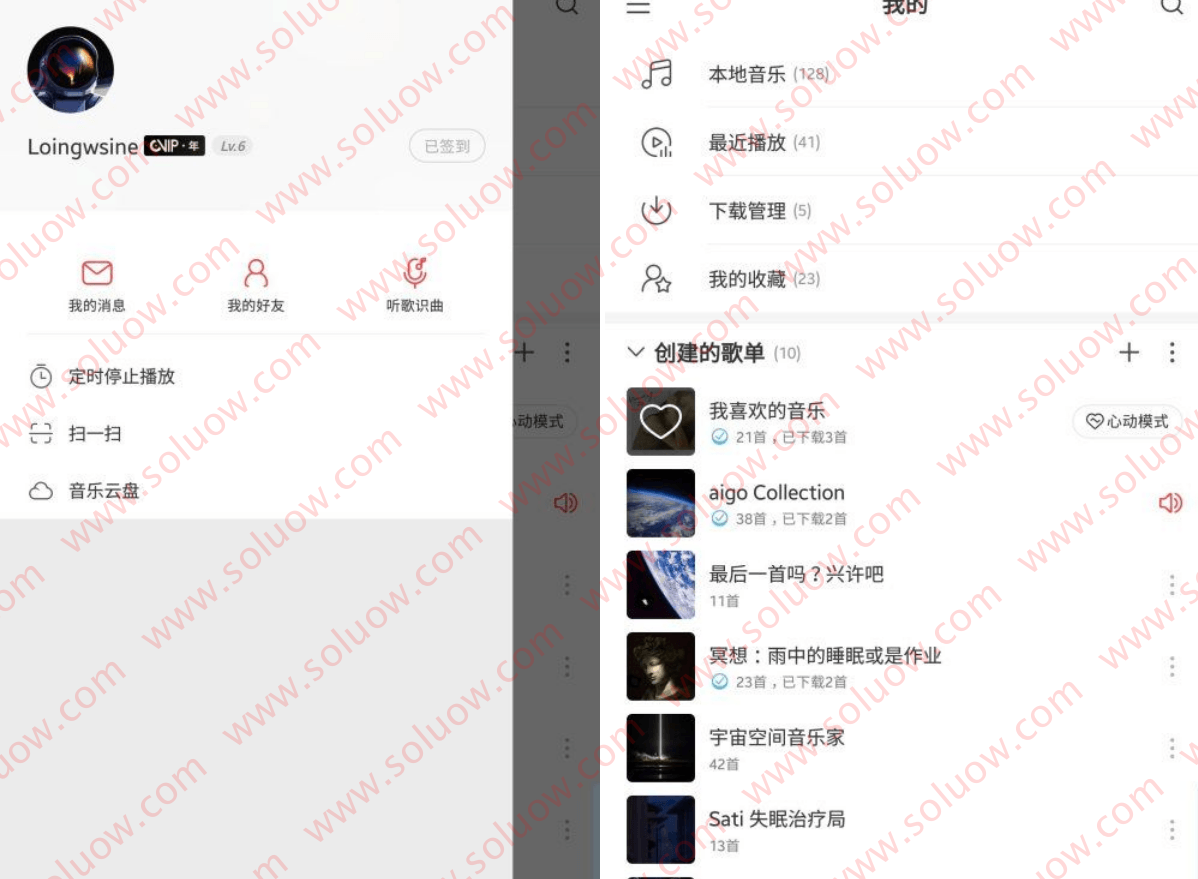 Loingwsine CVIP·年 Lv.6 已签到
我的消息 我的好友 听歌识曲
定时停止播放
扫一扫
音乐云盘
心动模式
我的
本地音乐 (128)
最近播放 (41)
下载管理 (5)
我的收藏 (23)
创建的歌单 (10)
我喜欢的音乐
21首，已下载3首
心动模式
aigo Collection
38首，已下载2首
最后一首吗？兴许吧
11首
冥想：雨中的睡眠或是作业
23首，已下载2首
宇宙空间音乐家
42首
Sati 失眠治疗局
13首
www.soluow.com